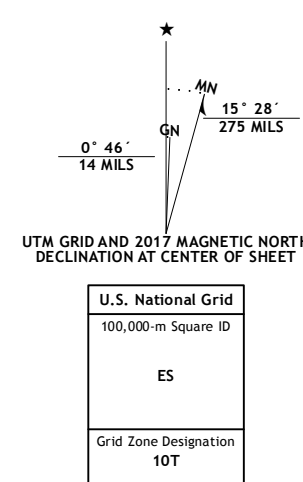 ★
MN
15° 28´
275 MILS
GN
0° 46´
14 MILS
UTM GRID AND 2017 MAGNETIC NORTH
DECLINATION AT CENTER OF SHEET
U.S. National Grid
100,000-m Square ID
ES
Grid Zone Designation
10T